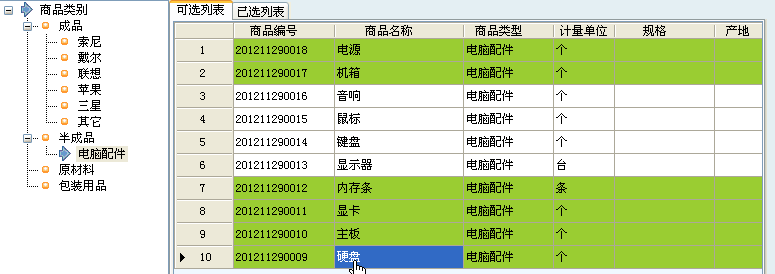 商品类别
成品
索尼
戴尔
联想
苹果
三星
其它
半成品
电脑配件
原材料
包装用品
可选列表 已选列表
商品编号 商品名称 商品类型 计量单位 规格 产地
1 201211290018 电源 电脑配件 个
2 201211290017 机箱 电脑配件 个
3 201211290016 音响 电脑配件 个
4 201211290015 鼠标 电脑配件 个
5 201211290014 键盘 电脑配件 个
6 201211290013 显示器 电脑配件 台
7 201211290012 内存条 电脑配件 条
8 201211290011 显卡 电脑配件 个
9 201211290010 主板 电脑配件 个
10 201211290009 硬盘 电脑配件 个